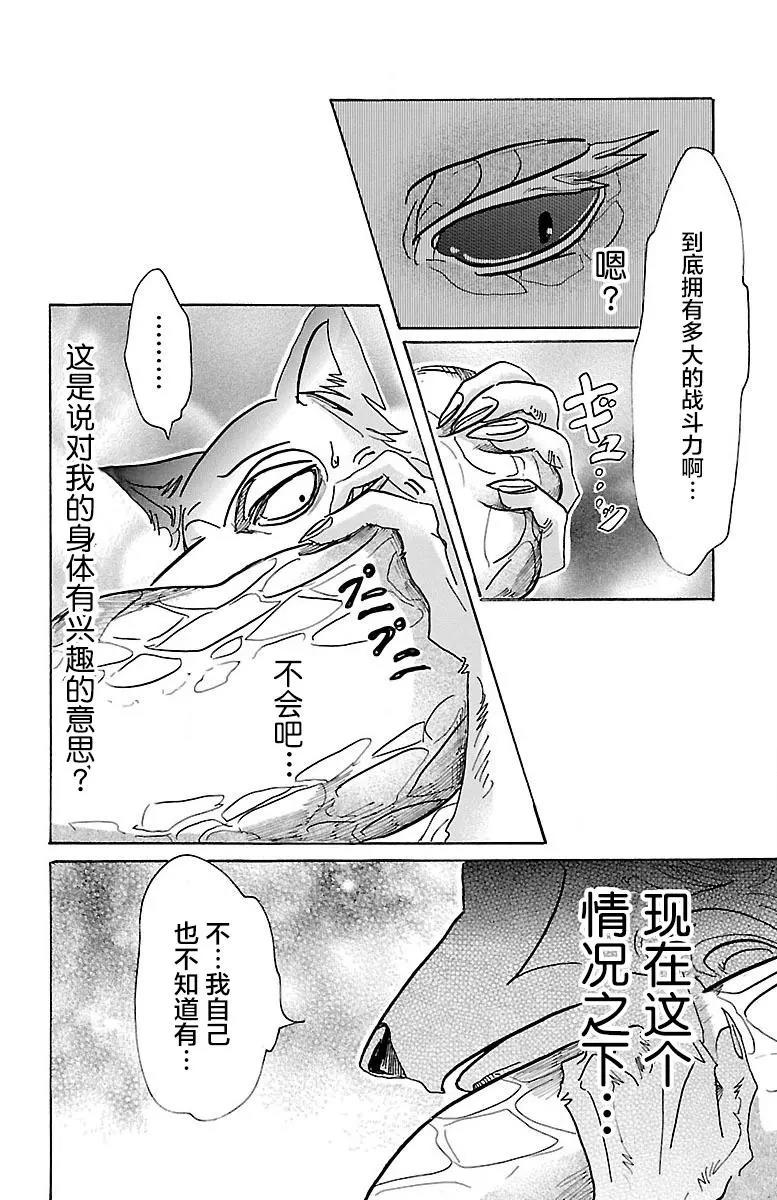 到底拥有多大的战斗力啊…
嗯？
ギュ…ッ
………
这是说对我的身体有兴趣的意思？
ペニペニ
不会吧…
现在这个
情况之下…
不…我自己
也不知道有…